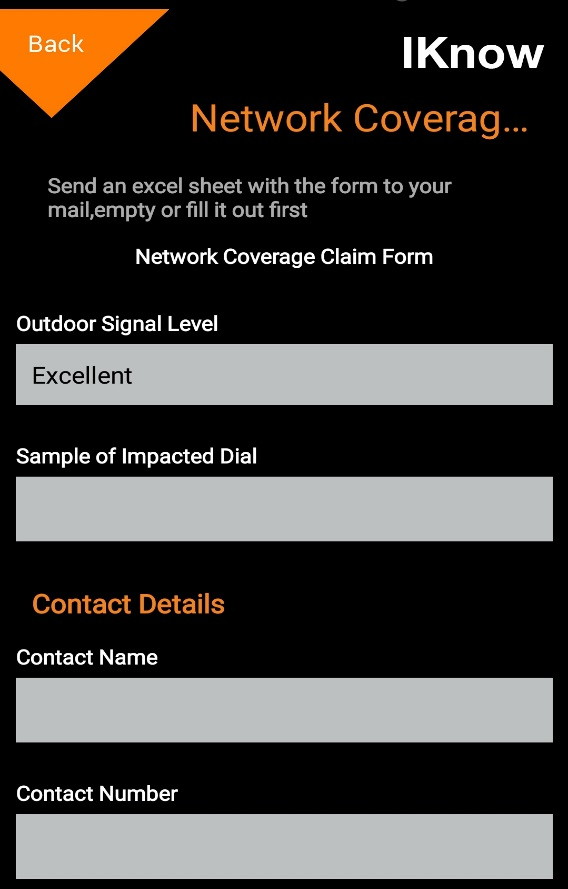 Back
IKnow
Network Coverag...
Send an excel sheet with the form to your
mail,empty or fill it out first
Network Coverage Claim Form
Outdoor Signal Level
Excellent
Sample of Impacted Dial
Contact Details
Contact Name
Contact Number